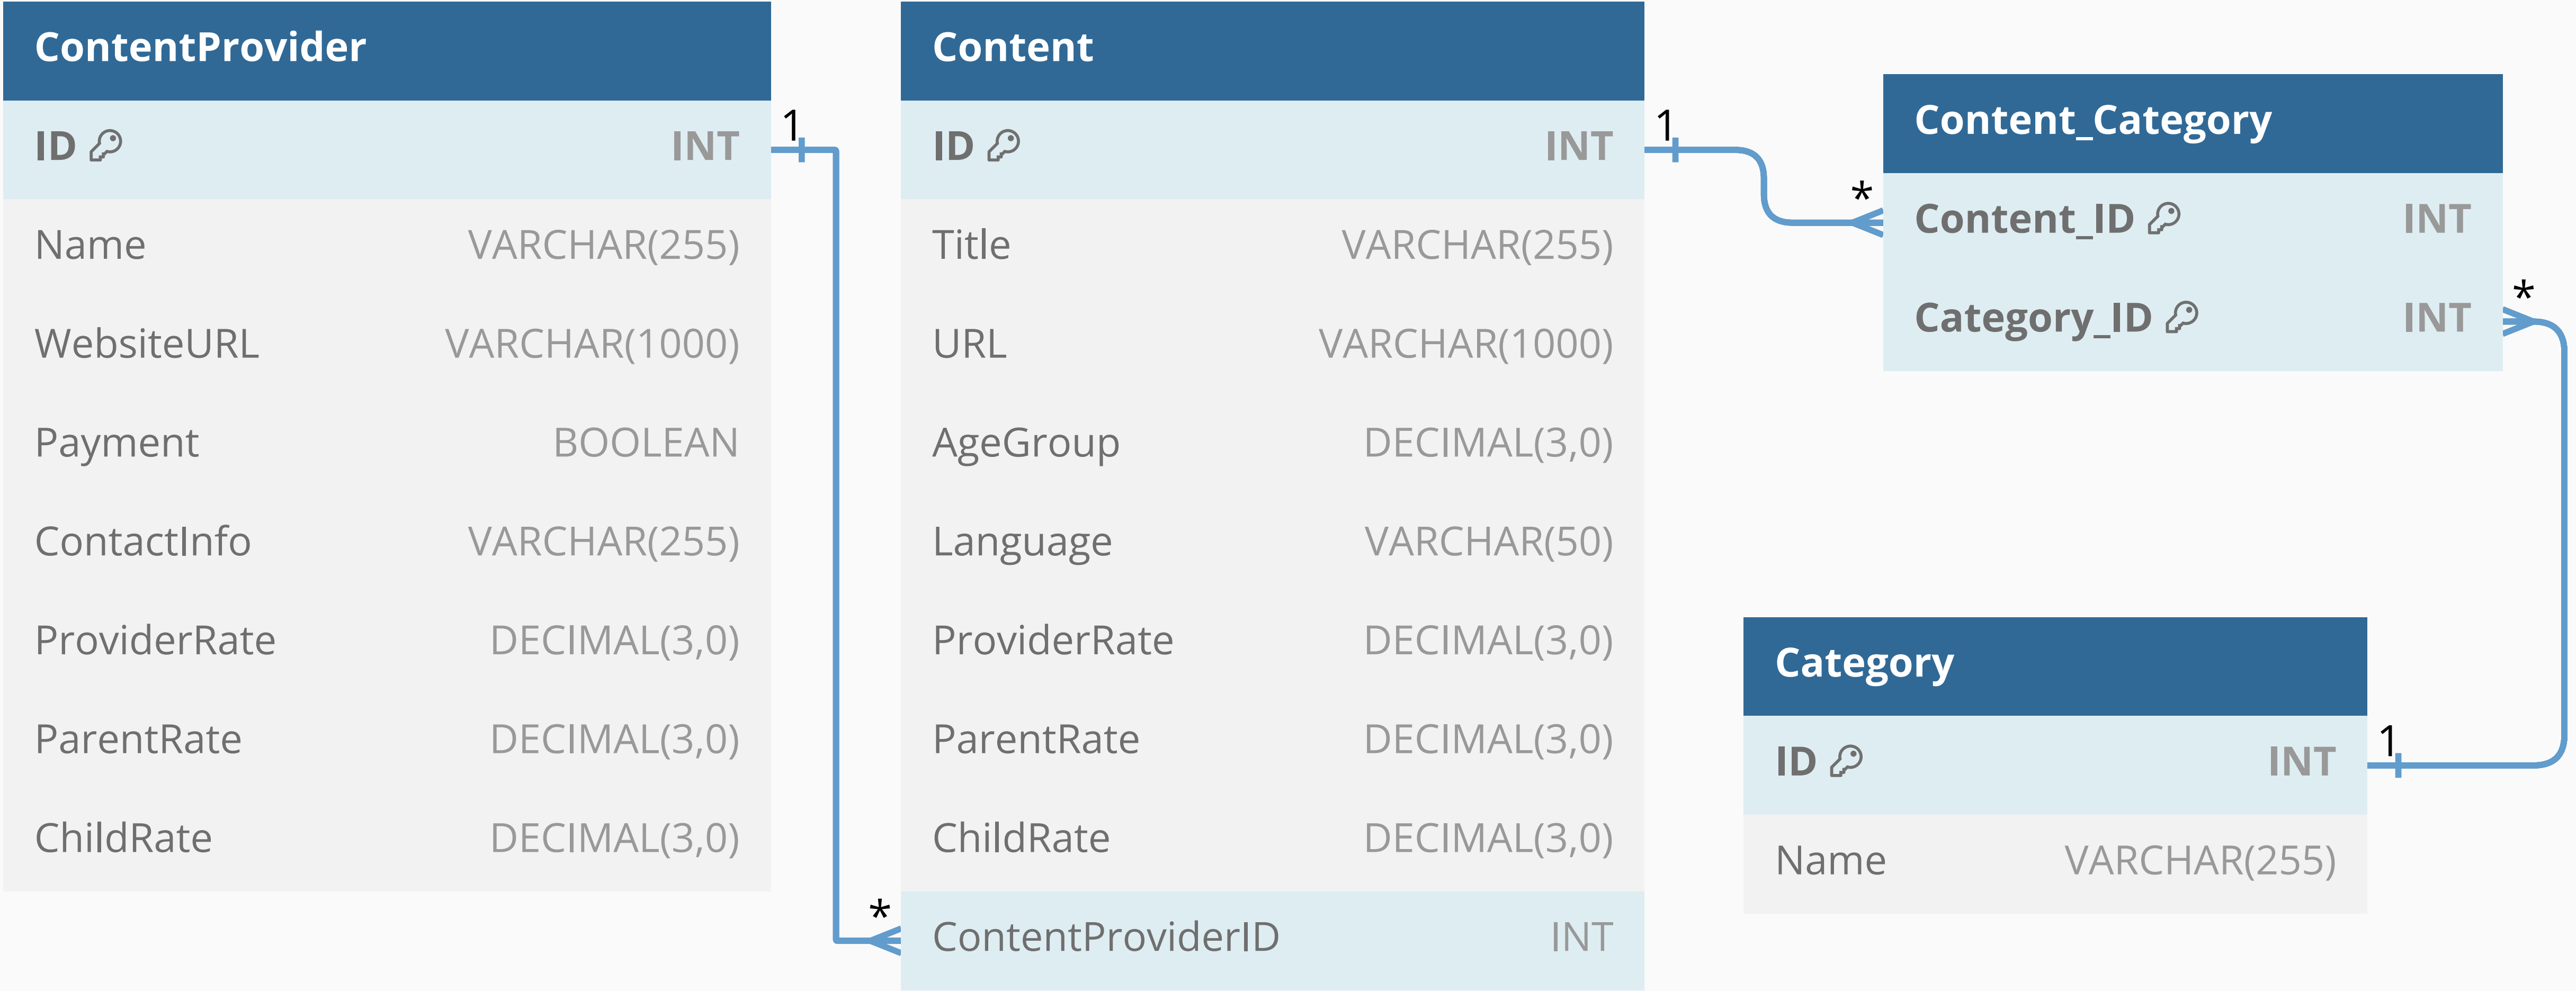 ContentProvider
ID INT
Name VARCHAR(255)
WebsiteURL VARCHAR(1000)
Payment BOOLEAN
ContactInfo VARCHAR(255)
ProviderRate DECIMAL(3,0)
ParentRate DECIMAL(3,0)
ChildRate DECIMAL(3,0)
1
*
Content
ID INT
Title VARCHAR(255)
URL VARCHAR(1000)
AgeGroup DECIMAL(3,0)
Language VARCHAR(50)
ProviderRate DECIMAL(3,0)
ParentRate DECIMAL(3,0)
ChildRate DECIMAL(3,0)
ContentProviderID INT
1
*
Content_Category
Content_ID INT
Category_ID INT
*
1
Category
ID INT
Name VARCHAR(255)